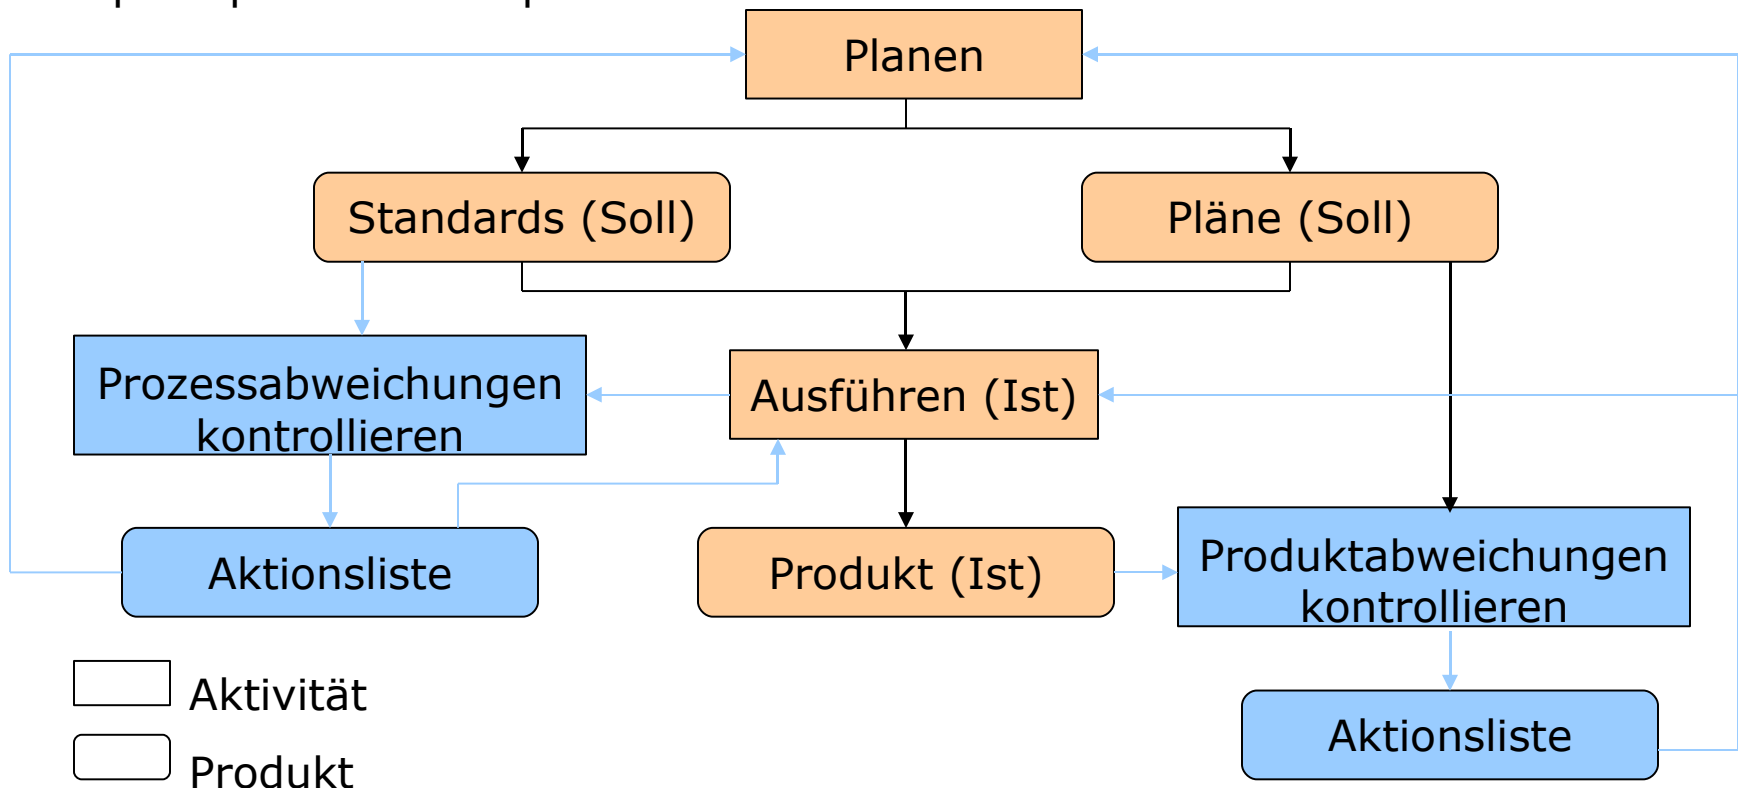 Planen
Standards (Soll)
Pläne (Soll)
Prozessabweichungen
kontrollieren
Ausführen (Ist)
Aktionsliste
Produkt (Ist)
Produktabweichungen
kontrollieren
Aktionsliste
Aktivität
Produkt